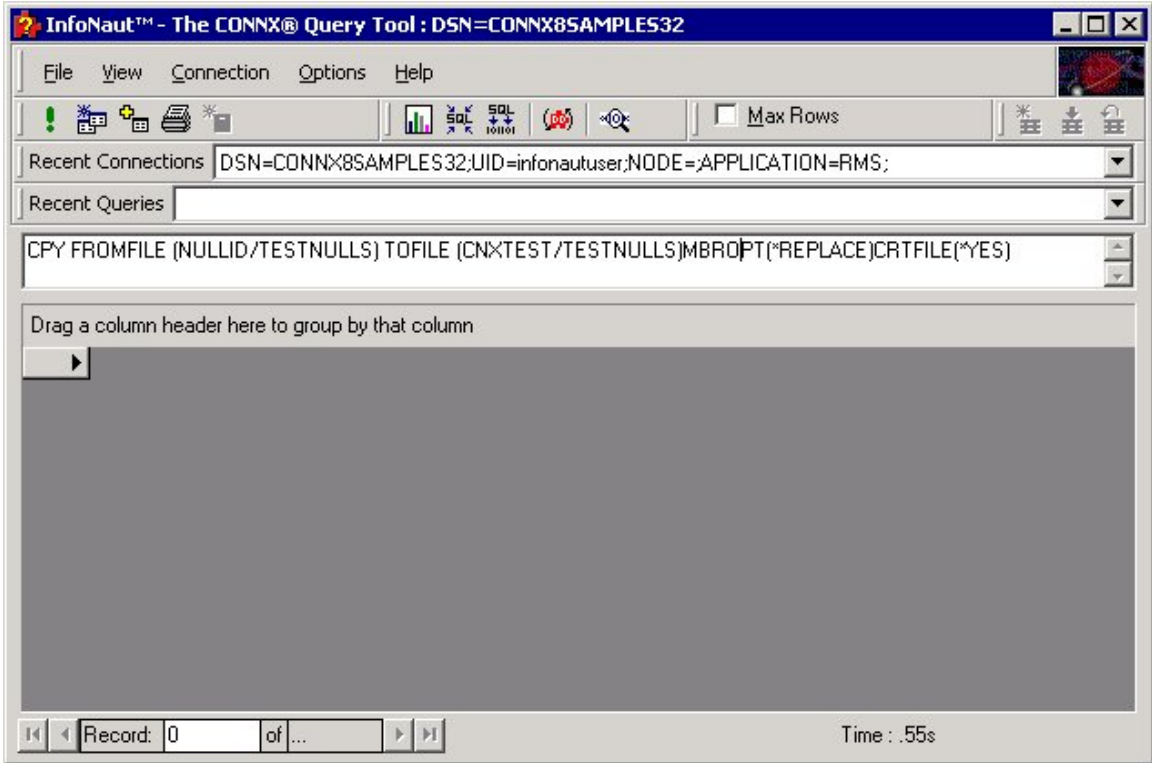 InfoNaut™ - The CONNX® Query Tool : DSN=CONNX8SAMPLES32
File View Connection Options Help
SQL SQL Max Rows
Recent Connections DSN=CONNX8SAMPLES32;UID=infonautuser;NODE=;APPLICATION=RMS;
Recent Queries
CPY FROMFILE (NULLID/TESTNULLS) TOFILE (CNXTEST/TESTNULLS)MBROPT(*REPLACE)CRTFILE(*YES)
Drag a column header here to group by that column
Record: 0 of ... Time : .55s